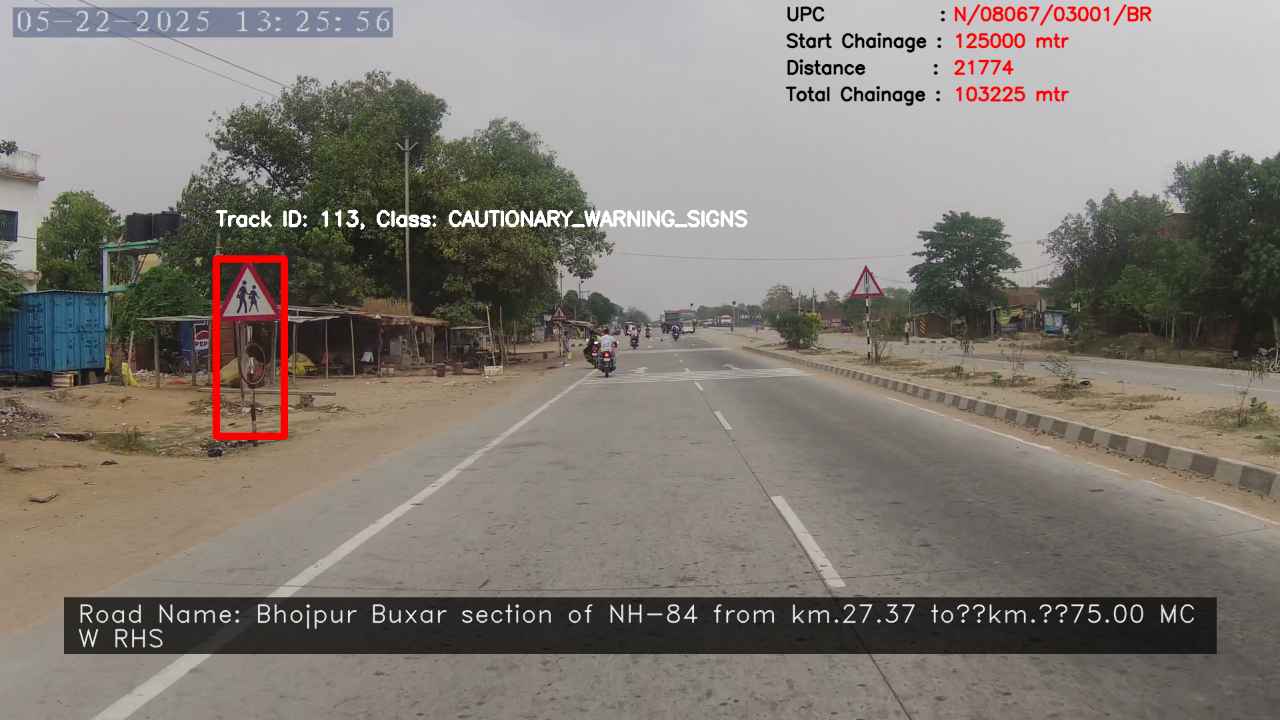 05-22-2025 13:25:56
UPC : N/08067/03001/BR
Start Chainage : 125000 mtr
Distance : 21774
Total Chainage : 103225 mtr
Track ID: 113, Class: CAUTIONARY_WARNING_SIGNS
PEPSI
Road Name: Bhojpur Buxar section of NH-84 from km.27.37 to??km.??75.00 MC
W RHS